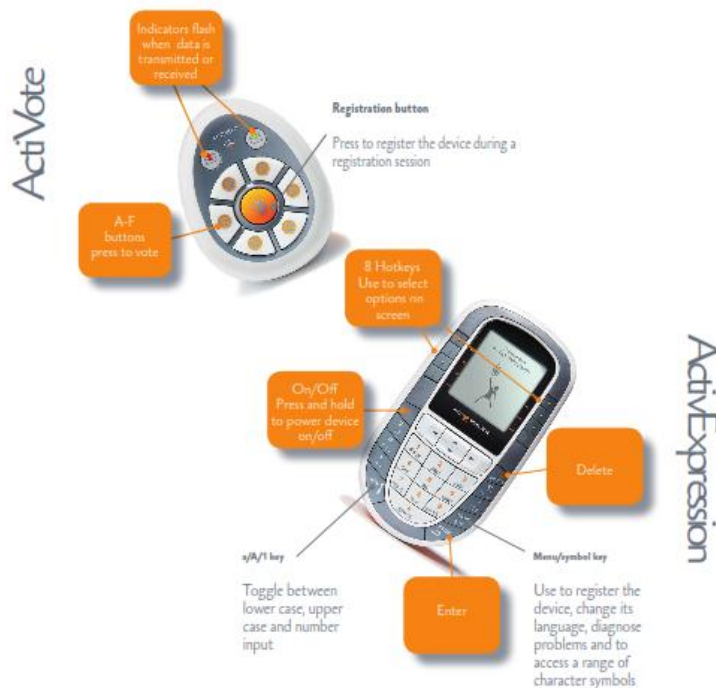 ActiVote
Indicators flash
when data is
transmitted or
received
Registration button
Press to register the device during a
registration session
A-F
buttons
press to vote
8 Hotkeys
Use to select
options on
screen
On/Off
Press and hold
to power device
on/off
Delete
ActivExpression
a/A/1 key
Toggle between
lower case, upper
case and number
input
Enter
Menu/symbol key
Use to register the
device, change its
language, diagnose
problems and to
access a range of
character symbols